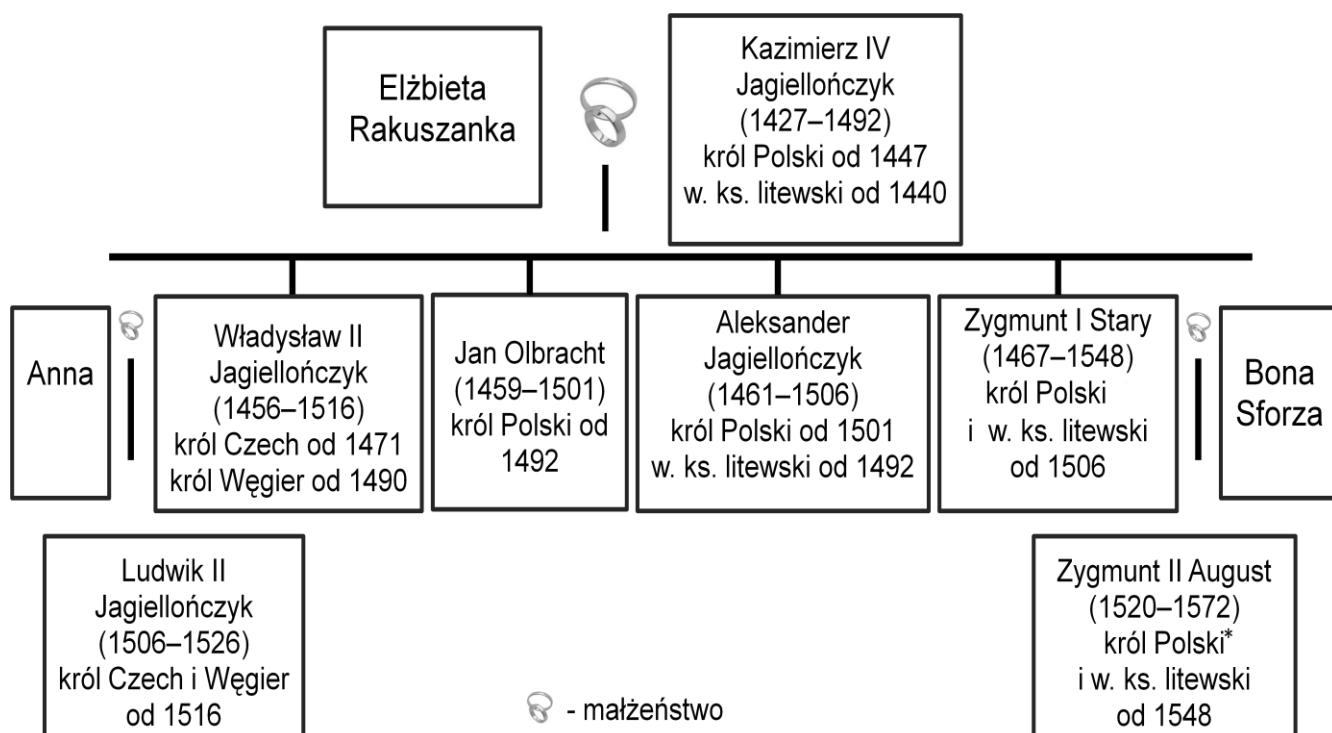 Elżbieta
Rakuszanka
Kazimierz IV
Jagiellończyk
(1427–1492)
król Polski od 1447
w. ks. litewski od 1440
Anna
Władysław II
Jagiellończyk
(1456–1516)
król Czech od 1471
król Węgier od 1490
Jan Olbracht
(1459–1501)
król Polski od
1492
Aleksander
Jagiellończyk
(1461–1506)
król Polski od 1501
w. ks. litewski od 1492
Zygmunt I Stary
(1467–1548)
król Polski
i w. ks. litewski
od 1506
Bona
Sforza
Ludwik II
Jagiellończyk
(1506–1526)
król Czech i Węgier
od 1516
- małżeństwo
Zygmunt II August
(1520–1572)
król Polski*
i w. ks. litewski
od 1548